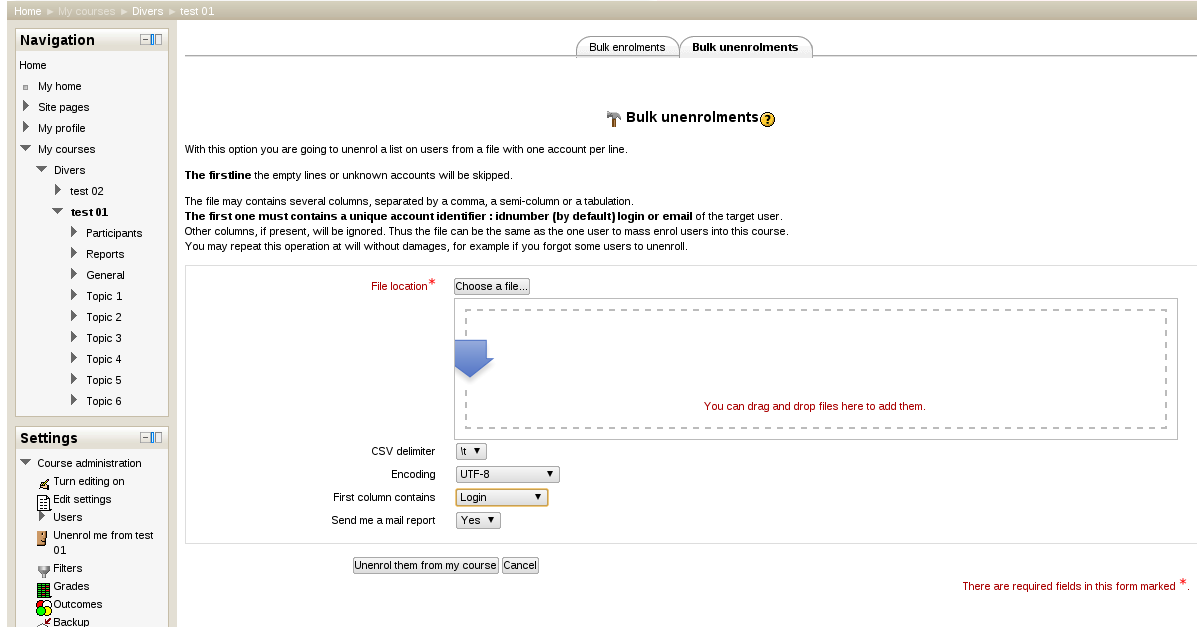 Home ► My courses ► Divers ► test 01
Navigation
Home
My home
Site pages
My profile
My courses
Divers
test 02
test 01
Participants
Reports
General
Topic 1
Topic 2
Topic 3
Topic 4
Topic 5
Topic 6
Settings
Course administration
Turn editing on
Edit settings
Users
Unenrol me from test
01
Filters
Grades
Outcomes
Backup
Bulk enrolments Bulk unenrolments
Bulk unenrolments ?
With this option you are going to unenrol a list on users from a file with one account per line.
The firstline the empty lines or unknown accounts will be skipped.
The file may contains several columns, separated by a comma, a semi-column or a tabulation.
The first one must contains a unique account identifier : idnumber (by default) login or email of the target user.
Other columns, if present, will be ignored. Thus the file can be the same as the one user to mass enrol users into this course.
You may repeat this operation at will without damages, for example if you forgot some users to unenroll.
File location* Choose a file...
You can drag and drop files here to add them.
CSV delimiter \t ▼
Encoding UTF-8 ▼
First column contains Login ▼
Send me a mail report Yes ▼
Unenrol them from my course Cancel
There are required fields in this form marked *.